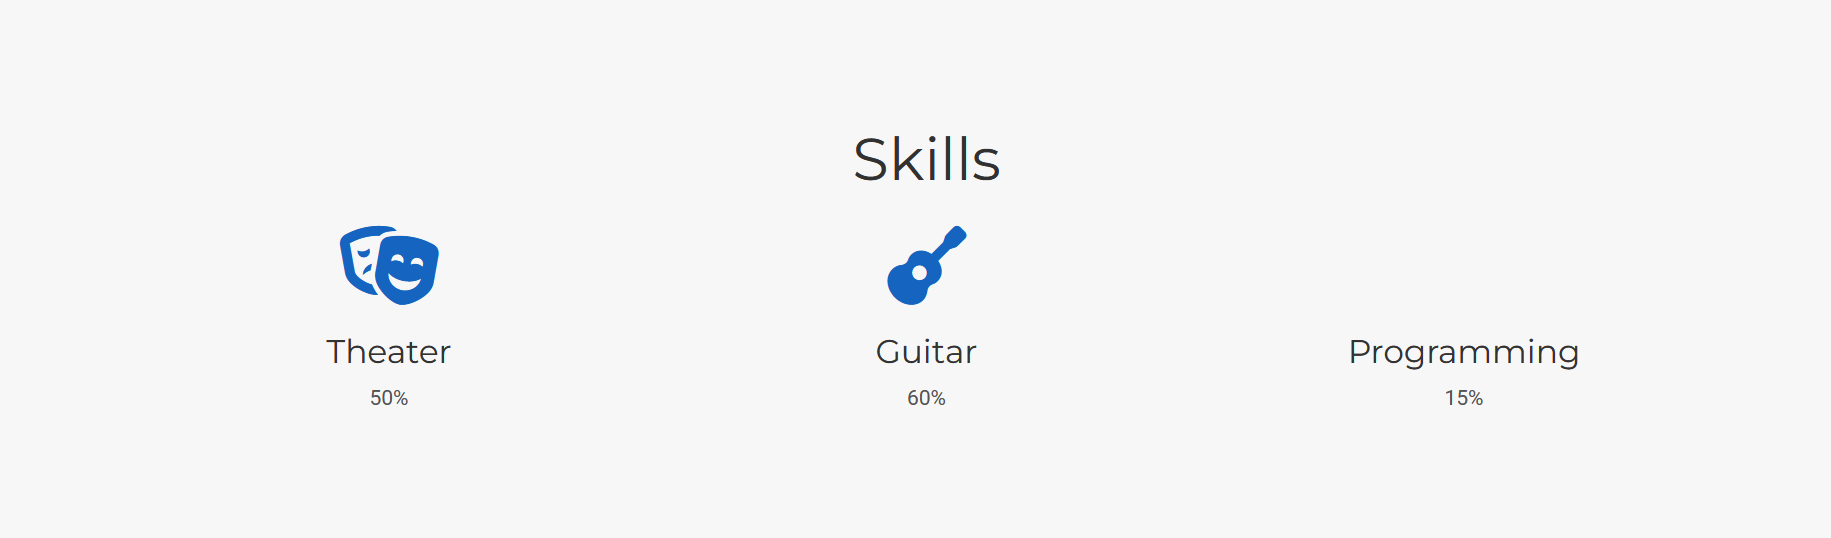 Skills
Theater
Guitar
Programming
50%
60%
15%